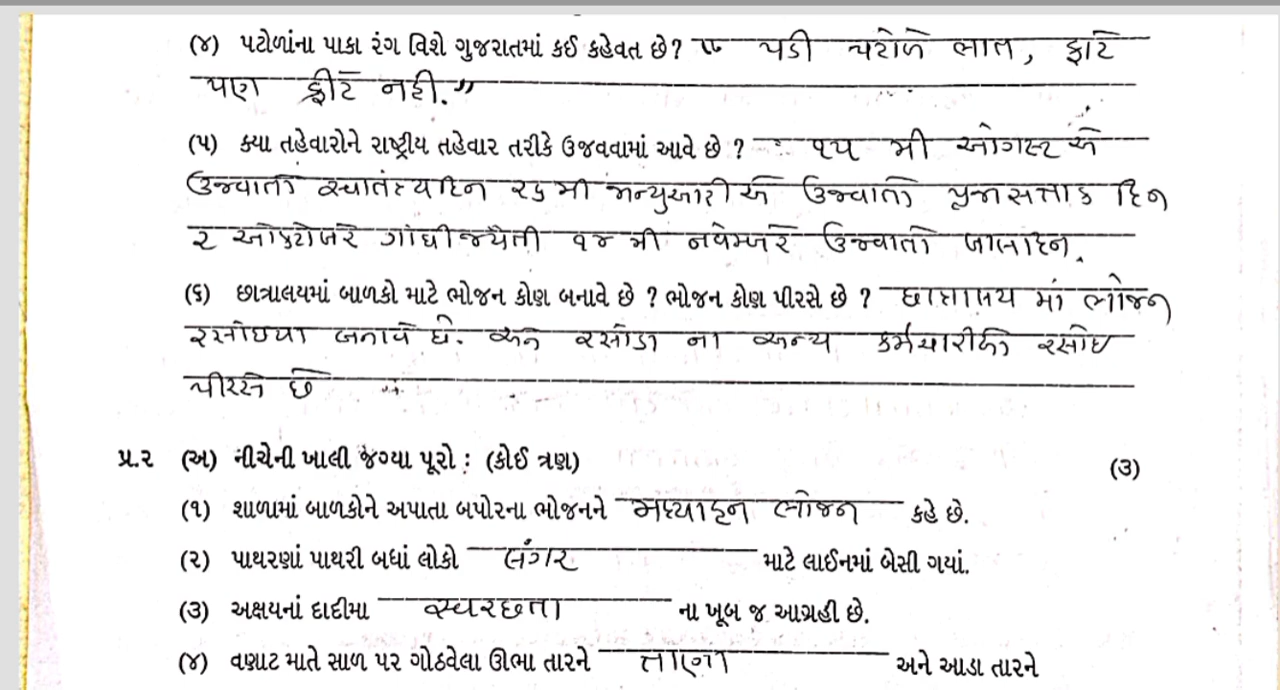 (૪) પટોળાંના પાકા રંગ વિશે ગુજરાતમાં કઈ કહેવત છે? " પડી પટોળે ભાત, ફાટે
પણ ફીટે નહી."
(૫) ક્યા તહેવારોને રાષ્ટ્રીય તહેવાર તરીકે ઉજવવામાં આવે છે ? ૧૫ મી ઓગસ્ટ એ
ઉજવાતો સ્વાતંત્ર્યદિન ૨૬ મી જાન્યુઆરી એ ઉજવાતો પ્રજાસત્તાક દિન
૨ ઓક્ટોબરે ગાંધીજયંતી ૧૪ મી નવેમ્બરે ઉજવાતો બાલદિન.
(૬) છાત્રાલયમાં બાળકો માટે ભોજન કોણ બનાવે છે ? ભોજન કોણ પીરસે છે ? છાત્રાલય માં ભોજન
રસોઇયા બનાવે છે. અને રસોડા ના અન્ય કર્મચારીઓ રસોઇ
પીરસે છે
પ્ર.૨ (અ) નીચેની ખાલી જગ્યા પૂરો : (કોઈ ત્રણ) (૩)
(૧) શાળામાં બાળકોને અપાતા બપોરના ભોજનને મધ્યાહન ભોજન કહે છે.
(૨) પાથરણાં પાથરી બધાં લોકો લંગર માટે લાઈનમાં બેસી ગયાં.
(૩) અક્ષયનાં દાદીમા સ્વરછતા ના ખૂબ જ આગ્રહી છે.
(૪) વણાટ માતે સાળ પર ગોઠવેલા ઊભા તારને તાણા અને આડા તારને